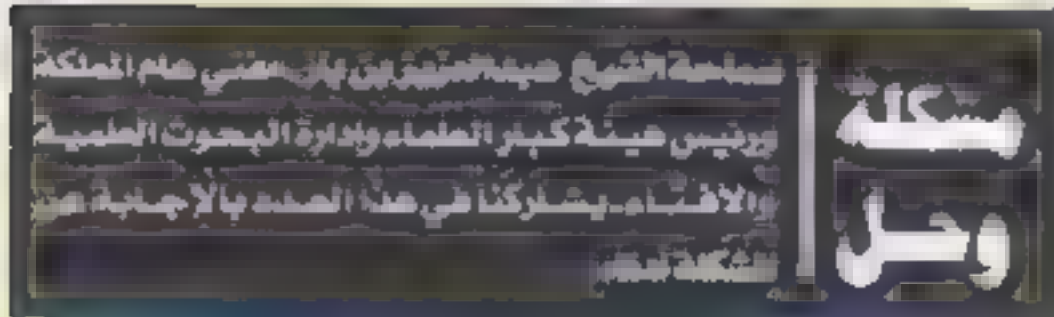 مشكلة
وحل
سماحة الشيخ عبدالعزيز بن باز، مفتي عام المملكة
ورئيس هيئة كبار العلماء وإدارة البحوث العلمية
والافتاء، يشاركنا في هذا العدد بالإجابة عن